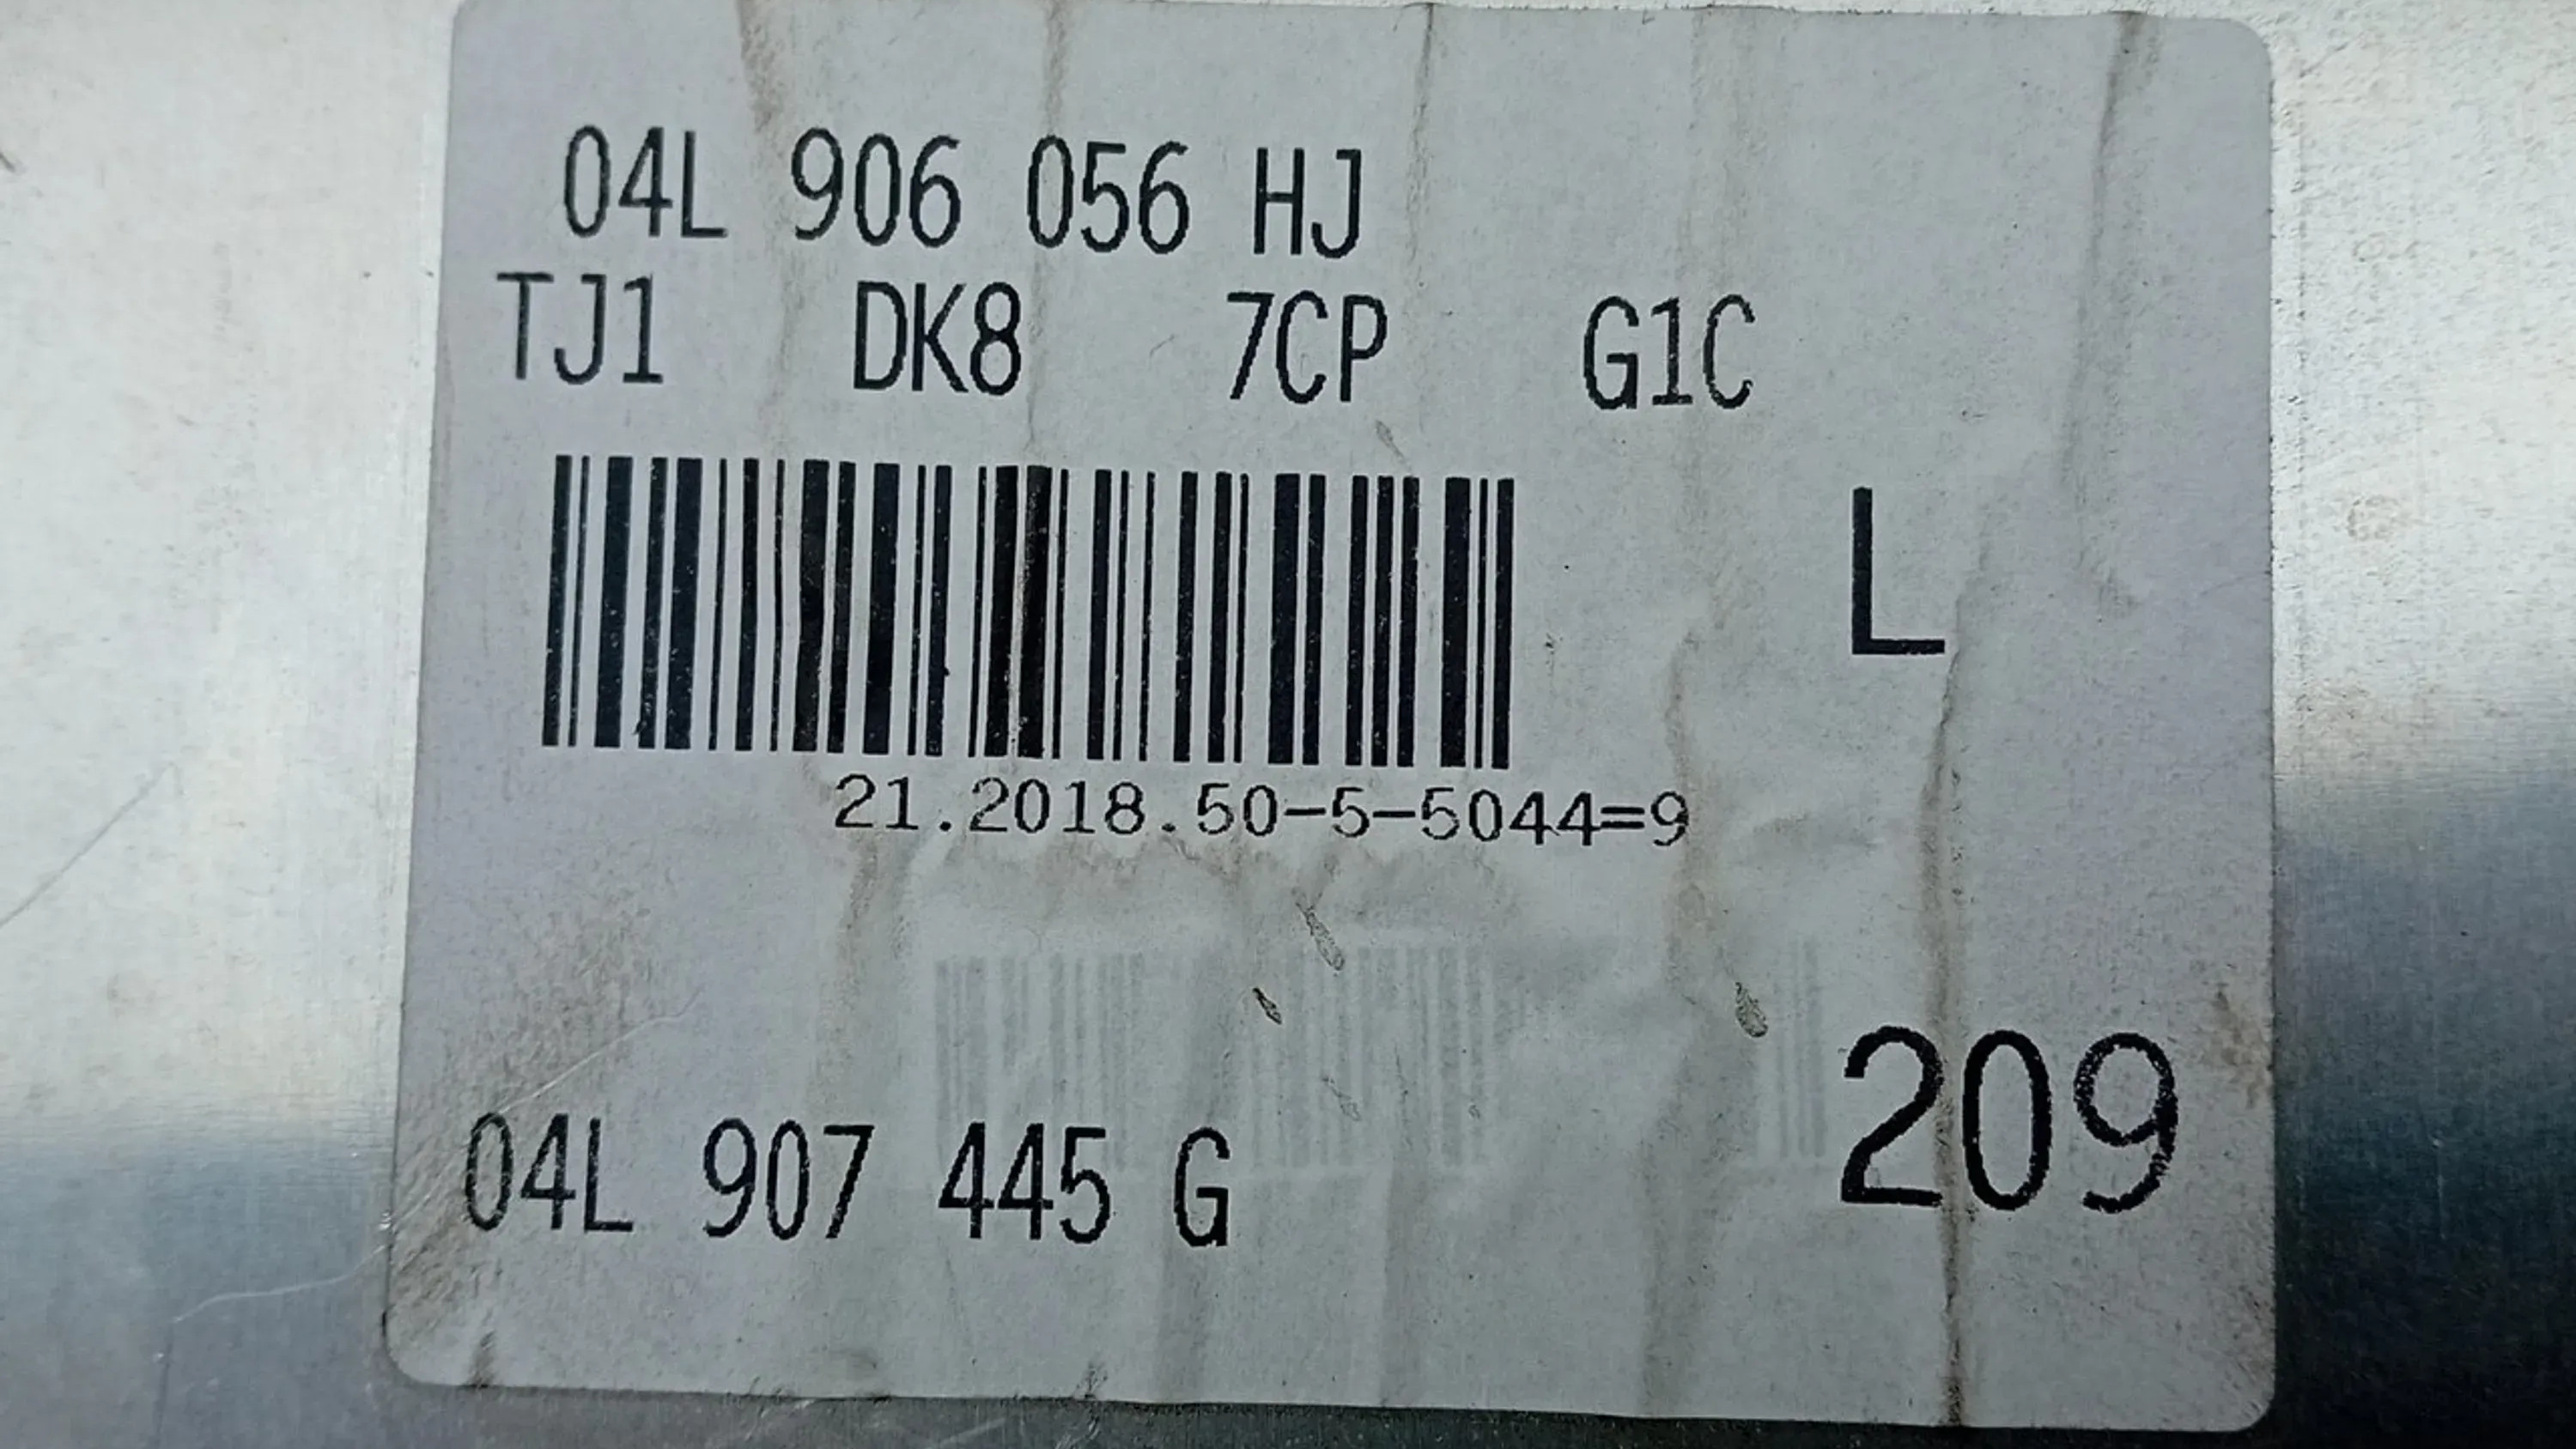 04L 906 056 HJ
TJ1 DK8 7CP G1C
L
21.2018.50-5-5044=9
209
04L 907 445 G